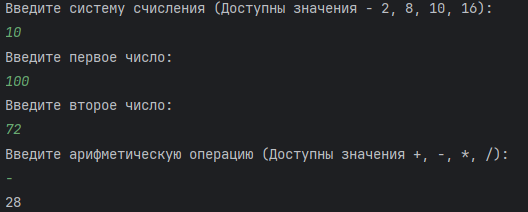 Введите систему счисления (Доступны значения - 2, 8, 10, 16):
10
Введите первое число:
100
Введите второе число:
72
Введите арифметическую операцию (Доступны значения +, -, *, /):
-
28